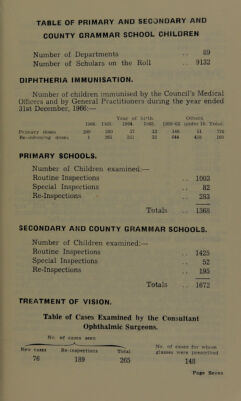 TABLE OF PRIMARY AND SECONDARY AND
COUNTY GRAMMAR SCHOOL CHILDREN
Number of Departments .. 89
Number of Scholars on the Roll .. 9132
DIPHTHERIA IMMUNISATION.
Number of children immunised by the Council's Medical
Officers and by General Practitioners during the year ended
31st December, 1966:—
Year of birth. Others
1966. 1965. 1964. 1963. under 16. Total.
Primary doses
Re-inforcing doses
PRIMARY SCHOOLS.
Number of Children examined:—
Routine Inspections .. 1003
Special Inspections .. 82
Re-Inspections .. 283
Totals .. 1368
SECONDARY AND COUNTY GRAMMAR SCHOOLS.
Number of Children examined:—
Routine Inspections .. 1425
Special Inspections .. 52
Re-Inspections .. 195
Totals .. 1672
TREATMENT OF VISION.
Table of Cases Examined by the Consultant
Ophthalmic Surgeons.
No. of cases seen
New cases Re-inspections Total No. of cases for whom
glasses were prescribed
76 189 265 148
Page Seven